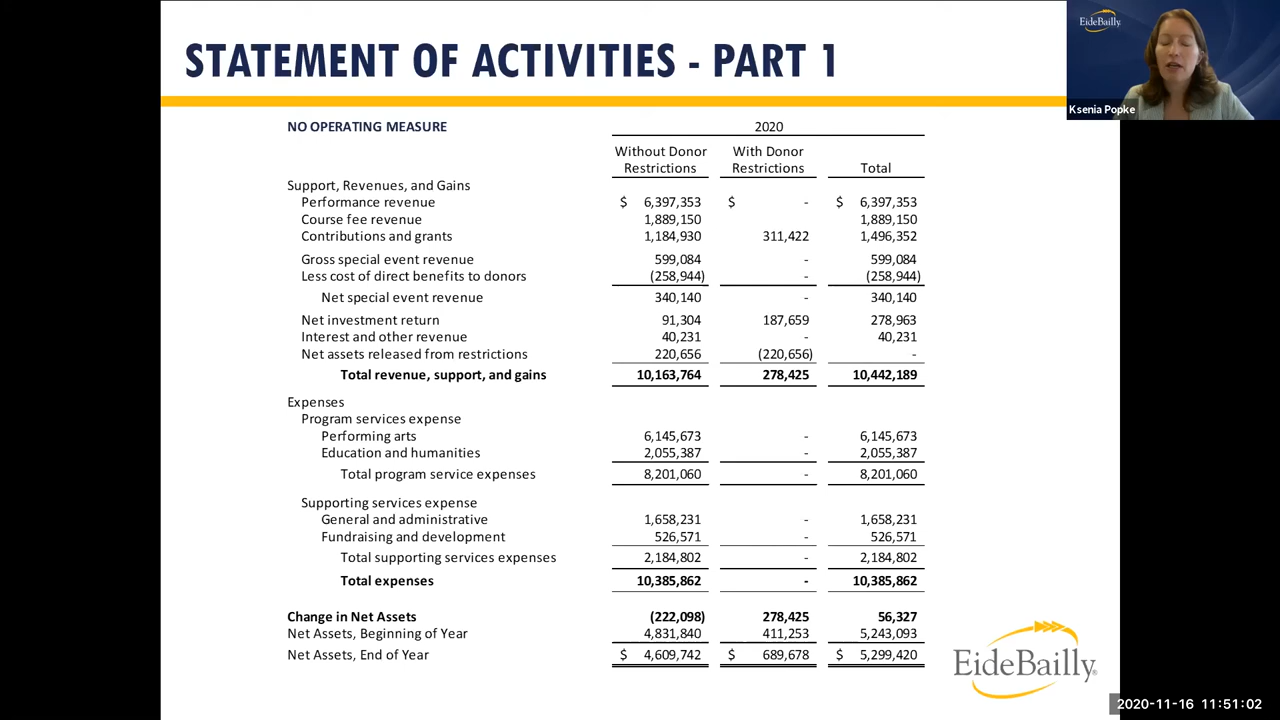 STATEMENT OF ACTIVITIES - PART 1
EideBailly
Ksenia Popke
NO OPERATING MEASURE 2020
Without Donor Restrictions With Donor Restrictions Total
Support, Revenues, and Gains
Performance revenue $ 6,397,353 $ - $ 6,397,353
Course fee revenue 1,889,150 1,889,150
Contributions and grants 1,184,930 311,422 1,496,352
Gross special event revenue 599,084 - 599,084
Less cost of direct benefits to donors (258,944) - (258,944)
Net special event revenue 340,140 - 340,140
Net investment return 91,304 187,659 278,963
Interest and other revenue 40,231 - 40,231
Net assets released from restrictions 220,656 (220,656) -
Total revenue, support, and gains 10,163,764 278,425 10,442,189
Expenses
Program services expense
Performing arts 6,145,673 - 6,145,673
Education and humanities 2,055,387 - 2,055,387
Total program service expenses 8,201,060 - 8,201,060
Supporting services expense
General and administrative 1,658,231 - 1,658,231
Fundraising and development 526,571 - 526,571
Total supporting services expenses 2,184,802 - 2,184,802
Total expenses 10,385,862 - 10,385,862
Change in Net Assets (222,098) 278,425 56,327
Net Assets, Beginning of Year 4,831,840 411,253 5,243,093
Net Assets, End of Year $ 4,609,742 $ 689,678 $ 5,299,420
EideBailly®
2020-11-16 11:51:02